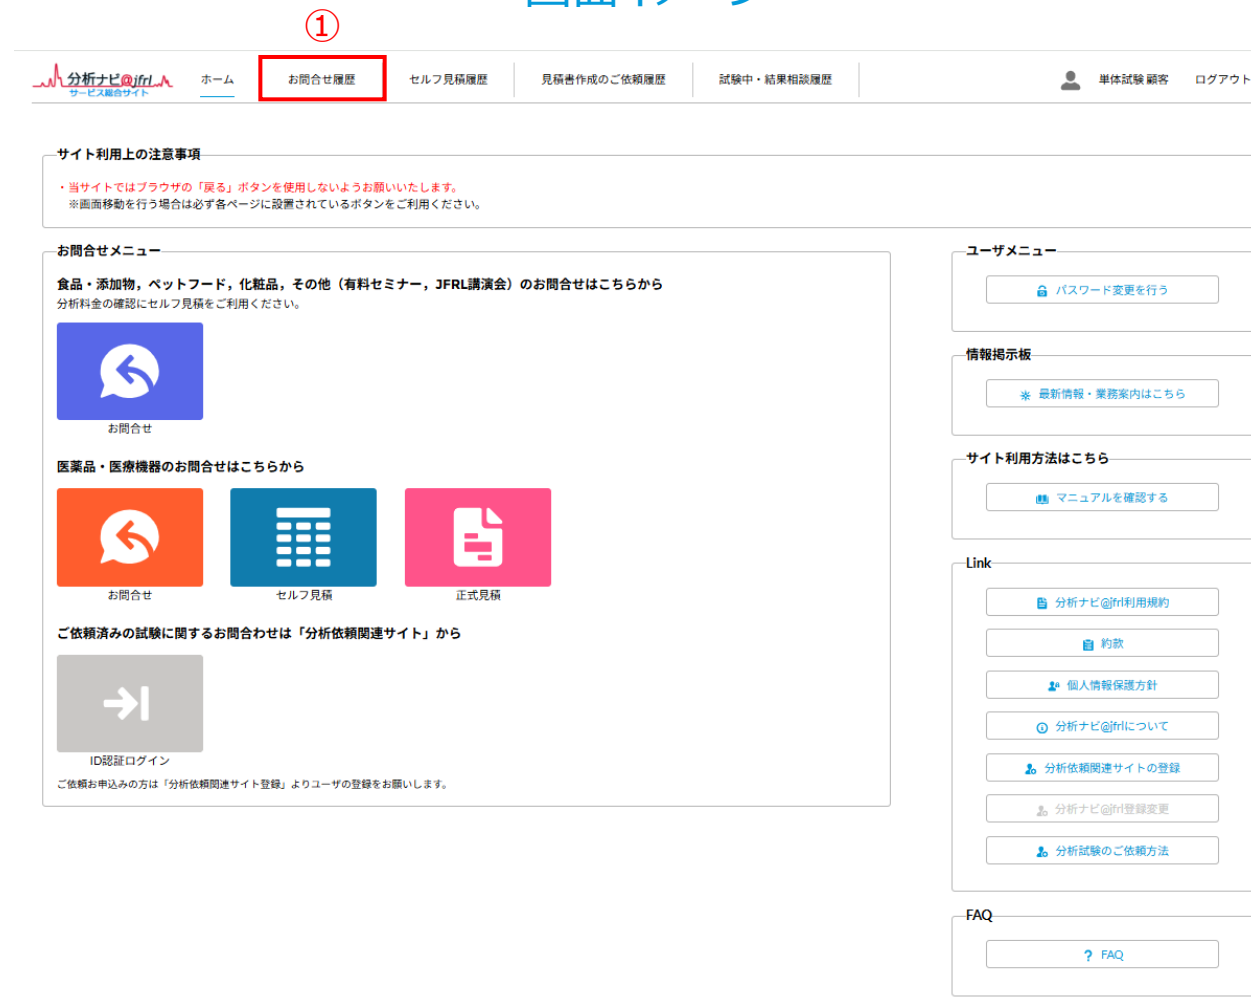 画面イメージ
①
分析ナビ@jfrl
サービス総合サイト
ホーム
お問合せ履歴
セルフ見積履歴
見積書作成のご依頼履歴
試験中・結果相談履歴
単体試験 顧客
ログアウト
サイト利用上の注意事項
・当サイトではブラウザの「戻る」ボタンを使用しないようお願いいたします。
※画面移動を行う場合は必ず各ページに設置されているボタンをご利用ください。
お問合せメニュー
食品・添加物，ペットフード，化粧品，その他（有料セミナー，JFRL講演会）のお問合せはこちらから
分析料金の確認にセルフ見積をご利用ください。
お問合せ
医薬品・医療機器のお問合せはこちらから
お問合せ
セルフ見積
正式見積
ご依頼済みの試験に関するお問合わせは「分析依頼関連サイト」から
ID認証ログイン
ご依頼お申込みの方は「分析依頼関連サイト登録」よりユーザの登録をお願いします。
ユーザメニュー
パスワード変更を行う
情報掲示板
最新情報・業務案内はこちら
サイト利用方法はこちら
マニュアルを確認する
Link
分析ナビ@jfrl利用規約
約款
個人情報保護方針
分析ナビ@jfrlについて
分析依頼関連サイトの登録
分析ナビ@jfrl登録変更
分析試験のご依頼方法
FAQ
? FAQ